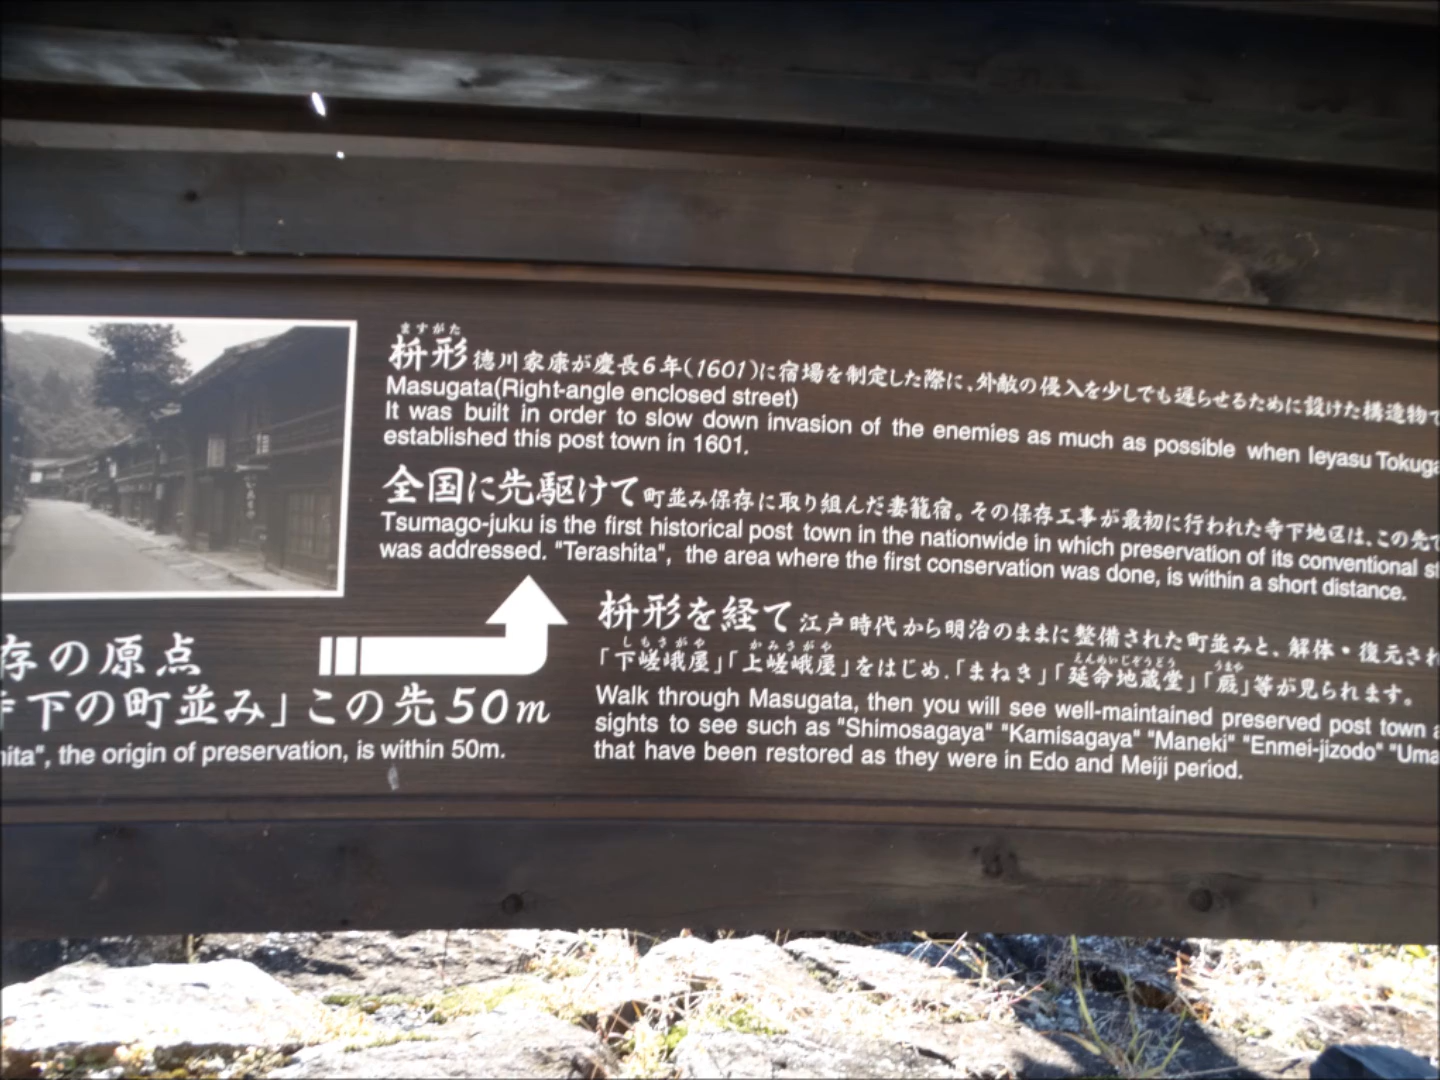 ますがた
枡形 徳川家康が慶長6年(1601)に宿場を制定した際に、外敵の侵入を少しでも遅らせるために設けた構造物で
Masugata(Right-angle enclosed street)
It was built in order to slow down invasion of the enemies as much as possible when Ieyasu Tokuga
established this post town in 1601.
全国に先駆けて 町並み保存に取り組んだ妻籠宿。その保存工事が最初に行われた寺下地区は、この先で
Tsumago-juku is the first historical post town in the nationwide in which preservation of its conventional st
was addressed. "Terashita", the area where the first conservation was done, is within a short distance.
存の原点
下の町並み」この先50m
hita", the origin of preservation, is within 50m.
枡形を経て 江戸時代から明治のままに整備された町並みと、解体・復元され
しもさがや かみさがや えんめいじぞうどう うまや
「下嵯峨屋」「上嵯峨屋」をはじめ、「まねき」「延命地蔵堂」「厩」等が見られます。
Walk through Masugata, then you will see well-maintained preserved post town a
sights to see such as "Shimosagaya" "Kamisagaya" "Maneki" "Enmei-jizodo" "Uma
that have been restored as they were in Edo and Meiji period.